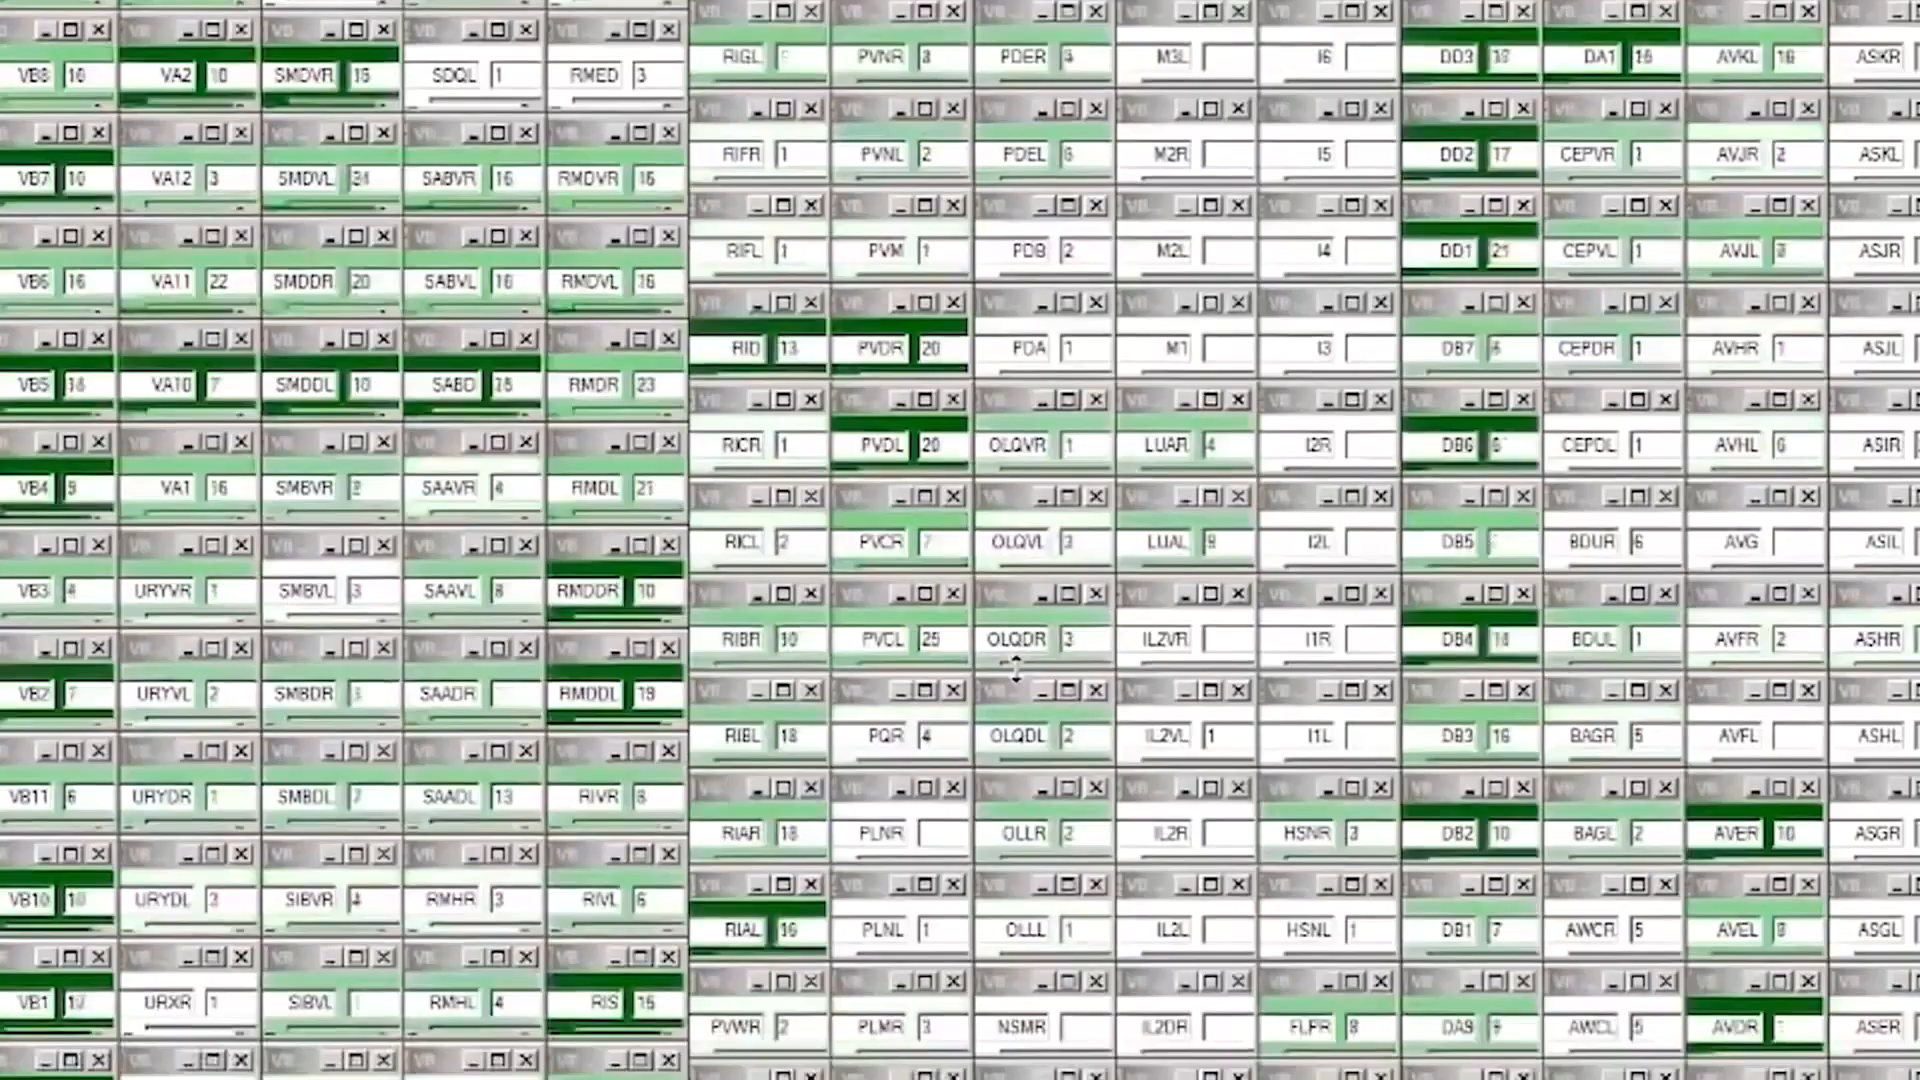 VB8 16 VA2 10 SMDVR 15 SDQL 1 RMED 3
VB7 10 VA12 3 SMDVL SABVR 16 RMDVR 16
VB6 16 VA11 22 SMDDR 20 SABVL 16 RMDVL 16
VB5 VA10 7 SMDDL 10 SABD RMDR 23
VB4 9 VA1 16 SMBVR SAAVR 4 RMDL 21
VB3 URYVR 1 SMBVL 3 SAAVL 8 RMDDR 10
VB2 7 URYVL 2 SMBDR SAADR RMDDL 19
VB11 6 URYDR 1 SMBDL 7 SAADL 13 RIVR 8
VB10 URYDL 3 SIBVR 4 RMHR 3 RIVL 6
VB1 URXR 1 SIBVL RMHL 4 RIS 15
RIGL PVNR PDER M3L I6 DD3 DA1 AVKL 16 ASKR
RIFR 1 PVNL 2 PDEL 6 M2R I5 DD2 17 CEPVR 1 AVJR 2 ASKL
RIFL 1 PVM 1 PDB 2 M2L I4 DD1 21 CEPVL 1 AVJL ASJR
RID 13 PVDR 20 PDA 1 M1 I3 DB7 CEPDR 1 AVHR 1 ASJL
RICR 1 PVDL 20 OLQVR 1 LUAR 4 I2R DB6 CEPDL 1 AVHL 6 ASIR
RICL 2 PVCR 7 OLQVL 3 LUAL 9 I2L DB5 BDUR 6 AVG ASIL
RIBR 10 PVCL 25 OLQDR 3 IL2VR I1R DB4 BDUL 1 AVFR 2 ASHR
RIBL 18 PQR 4 OLQDL 2 IL2VL 1 I1L DB3 16 BAGR 5 AVFL ASHL
RIAR 18 PLNR OLLR 2 IL2R HSNR 3 DB2 10 BAGL 2 AVER 10 ASGR
RIAL 16 PLNL 1 OLLL 1 IL2L HSNL 1 DB1 7 AWCR 5 AVEL ASGL
PVWR 2 PLMR 3 NSMR IL2DR FLPR 8 DA9 AWCL 5 AVDR ASER